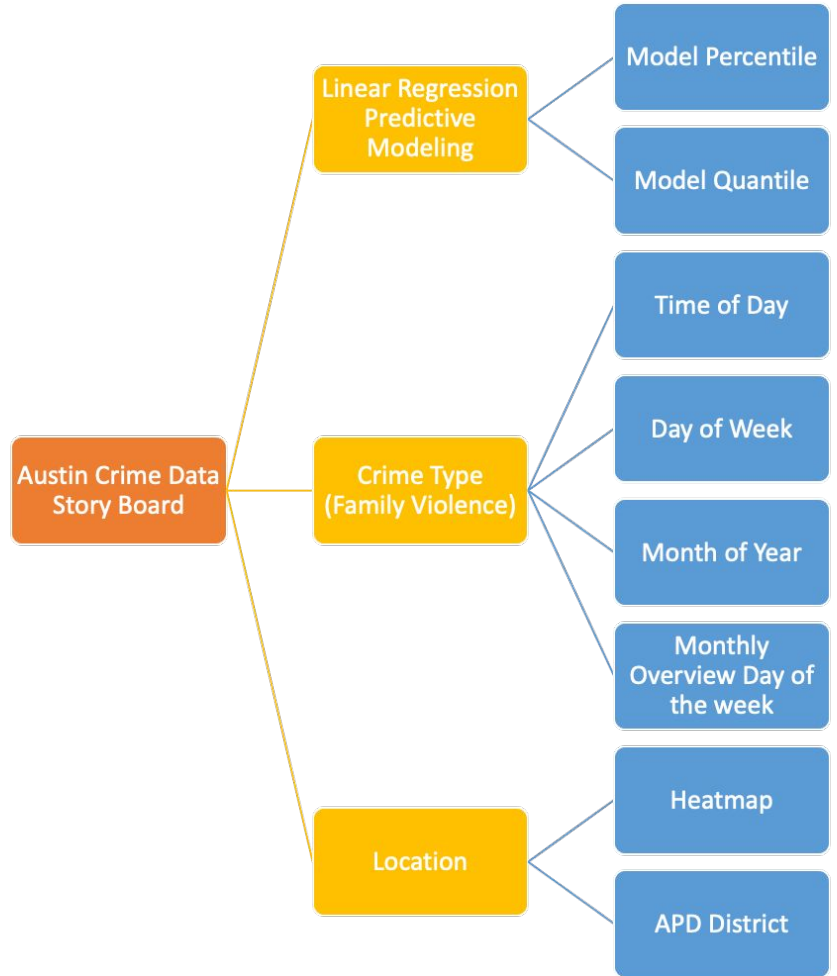 Austin Crime Data
Story Board
Linear Regression
Predictive
Modeling
Model Percentile
Model Quantile
Crime Type
(Family Violence)
Time of Day
Day of Week
Month of Year
Monthly
Overview Day of
the week
Location
Heatmap
APD District